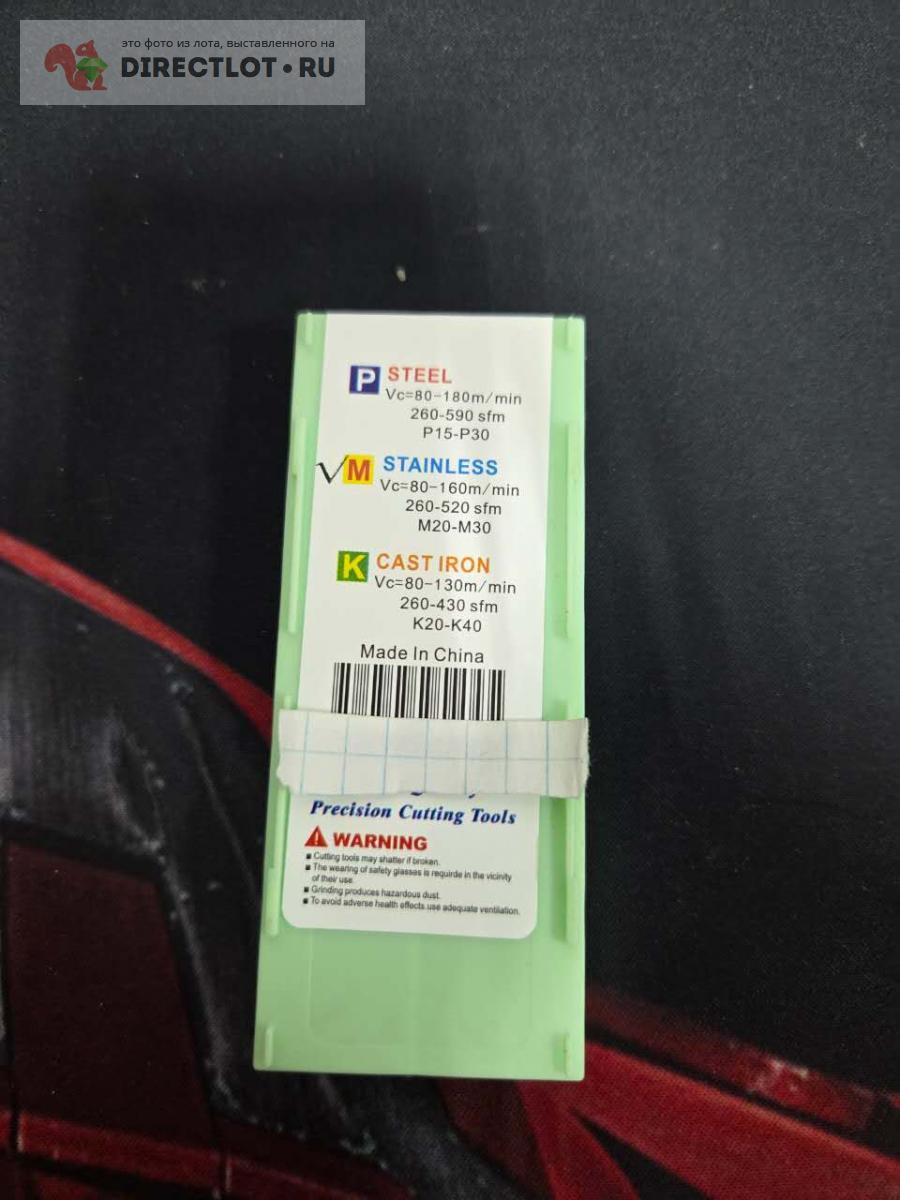 это фото из лота, выставленного на
DIRECTLOT•RU
P STEEL
Vc=80-180m/min
260-590 sfm
P15-P30
√M STAINLESS
Vc=80-160m/min
260-520 sfm
M20-M30
K CAST IRON
Vc=80-130m/min
260-430 sfm
K20-K40
Made In China
Precision Cutting Tools
WARNING
■ Cutting tools may shatter if broken.
■ The wearing of safety glasses is requirde in the vicinity
of their use.
■ Grinding produces hazardous dust.
■ To avoid adverse health effects use adequate ventilation.